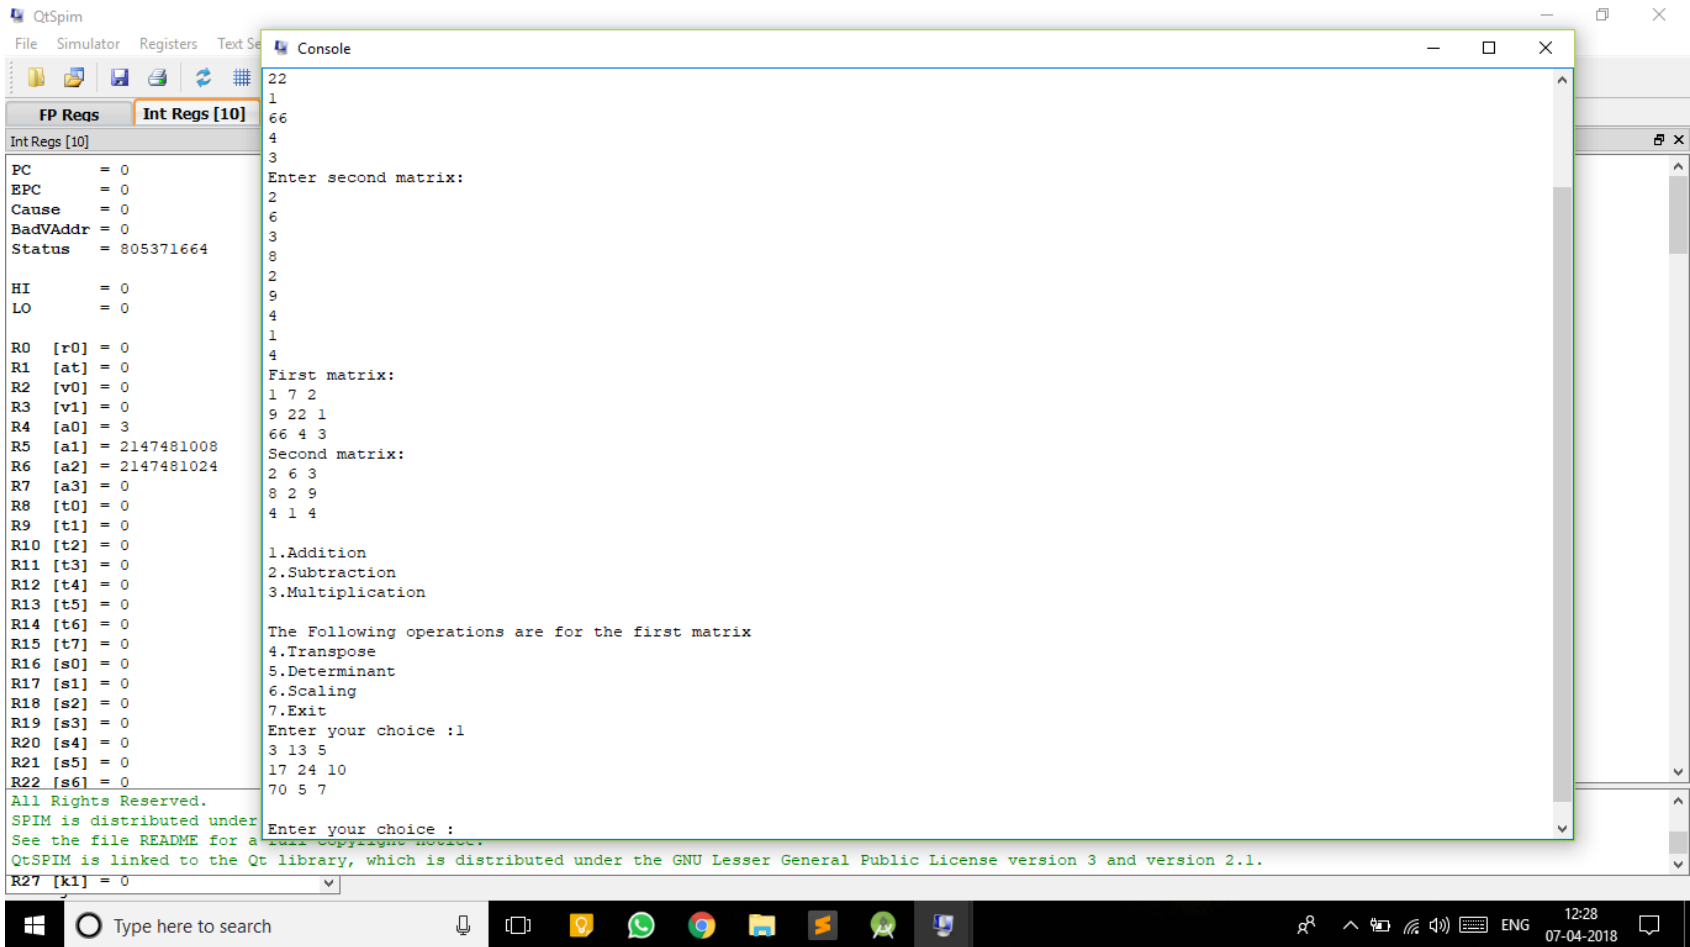 QtSpim
File Simulator Registers Text Se
Console
FP Regs
Int Regs [10]
Int Regs [10]
PC = 0
EPC = 0
Cause = 0
BadVAddr = 0
Status = 805371664
HI = 0
LO = 0
R0 [r0] = 0
R1 [at] = 0
R2 [v0] = 0
R3 [v1] = 0
R4 [a0] = 3
R5 [a1] = 2147481008
R6 [a2] = 2147481024
R7 [a3] = 0
R8 [t0] = 0
R9 [t1] = 0
R10 [t2] = 0
R11 [t3] = 0
R12 [t4] = 0
R13 [t5] = 0
R14 [t6] = 0
R15 [t7] = 0
R16 [s0] = 0
R17 [s1] = 0
R18 [s2] = 0
R19 [s3] = 0
R20 [s4] = 0
R21 [s5] = 0
R22 [s6] = 0
22
1
66
4
3
Enter second matrix:
2
6
3
8
2
9
4
1
4
First matrix:
1 7 2
9 22 1
66 4 3
Second matrix:
2 6 3
8 2 9
4 1 4
1.Addition
2.Subtraction
3.Multiplication
The Following operations are for the first matrix
4.Transpose
5.Determinant
6.Scaling
7.Exit
Enter your choice :1
3 13 5
17 24 10
70 5 7
Enter your choice :
All Rights Reserved.
SPIM is distributed under
See the file README for a full copyright notice.
QtSPIM is linked to the Qt library, which is distributed under the GNU Lesser General Public License version 3 and version 2.1.
R27 [k1] = 0
Type here to search
ENG
12:28
07-04-2018